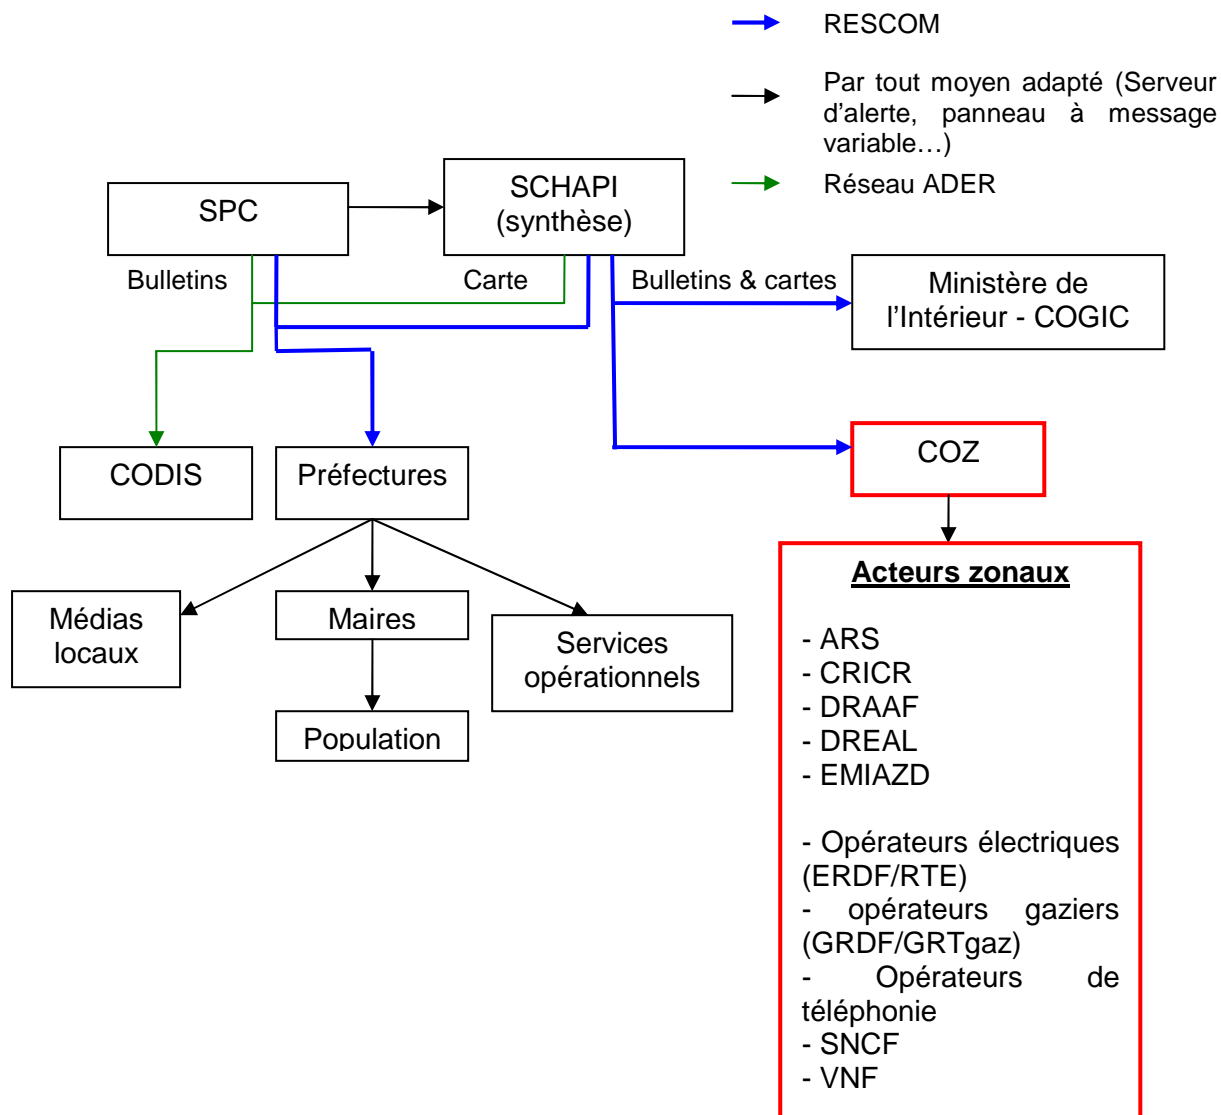 RESCOM
Par tout moyen adapté (Serveur
d'alerte, panneau à message
variable…)
Réseau ADER
SPC
SCHAPI
(synthèse)
Bulletins
Carte
Bulletins & cartes
Ministère de
l'Intérieur - COGIC
CODIS
Préfectures
COZ
Médias
locaux
Maires
Services
opérationnels
Population
Acteurs zonaux
- ARS
- CRICR
- DRAAF
- DREAL
- EMIAZD
- Opérateurs électriques
(ERDF/RTE)
- opérateurs gaziers
(GRDF/GRTgaz)
- Opérateurs de
téléphonie
- SNCF
- VNF